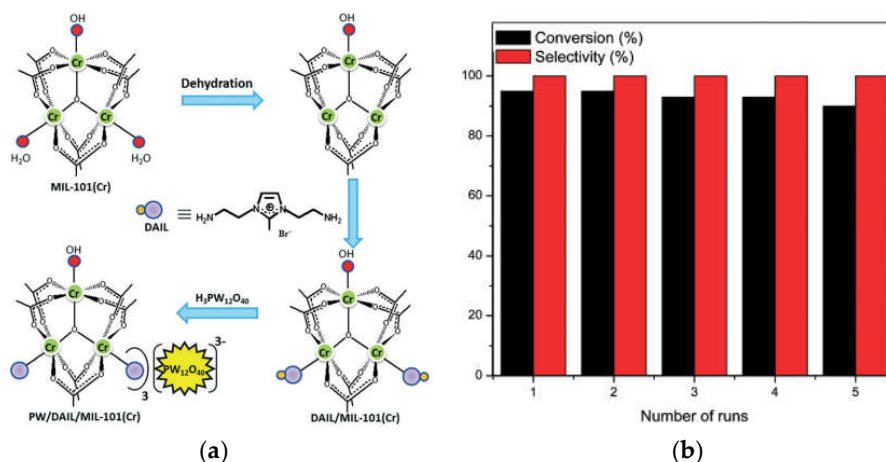 OH
Cr
Cr
Cr
H₂O
H₂O
MIL-101(Cr)
Dehydration
OH
Cr
Cr
Cr
DAIL
≡
H₂N
NH₂
N
N
⊕
Br⁻
OH
Cr
Cr
Cr
DAIL/MIL-101(Cr)
H₃PW₁₂O₄₀
OH
Cr
Cr
Cr
3
PW₁₂O₄₀
3-
PW/DAIL/MIL-101(Cr)
(a)
Conversion (%)
Selectivity (%)
100
80
60
40
20
0
1 2 3 4 5
Number of runs
(b)